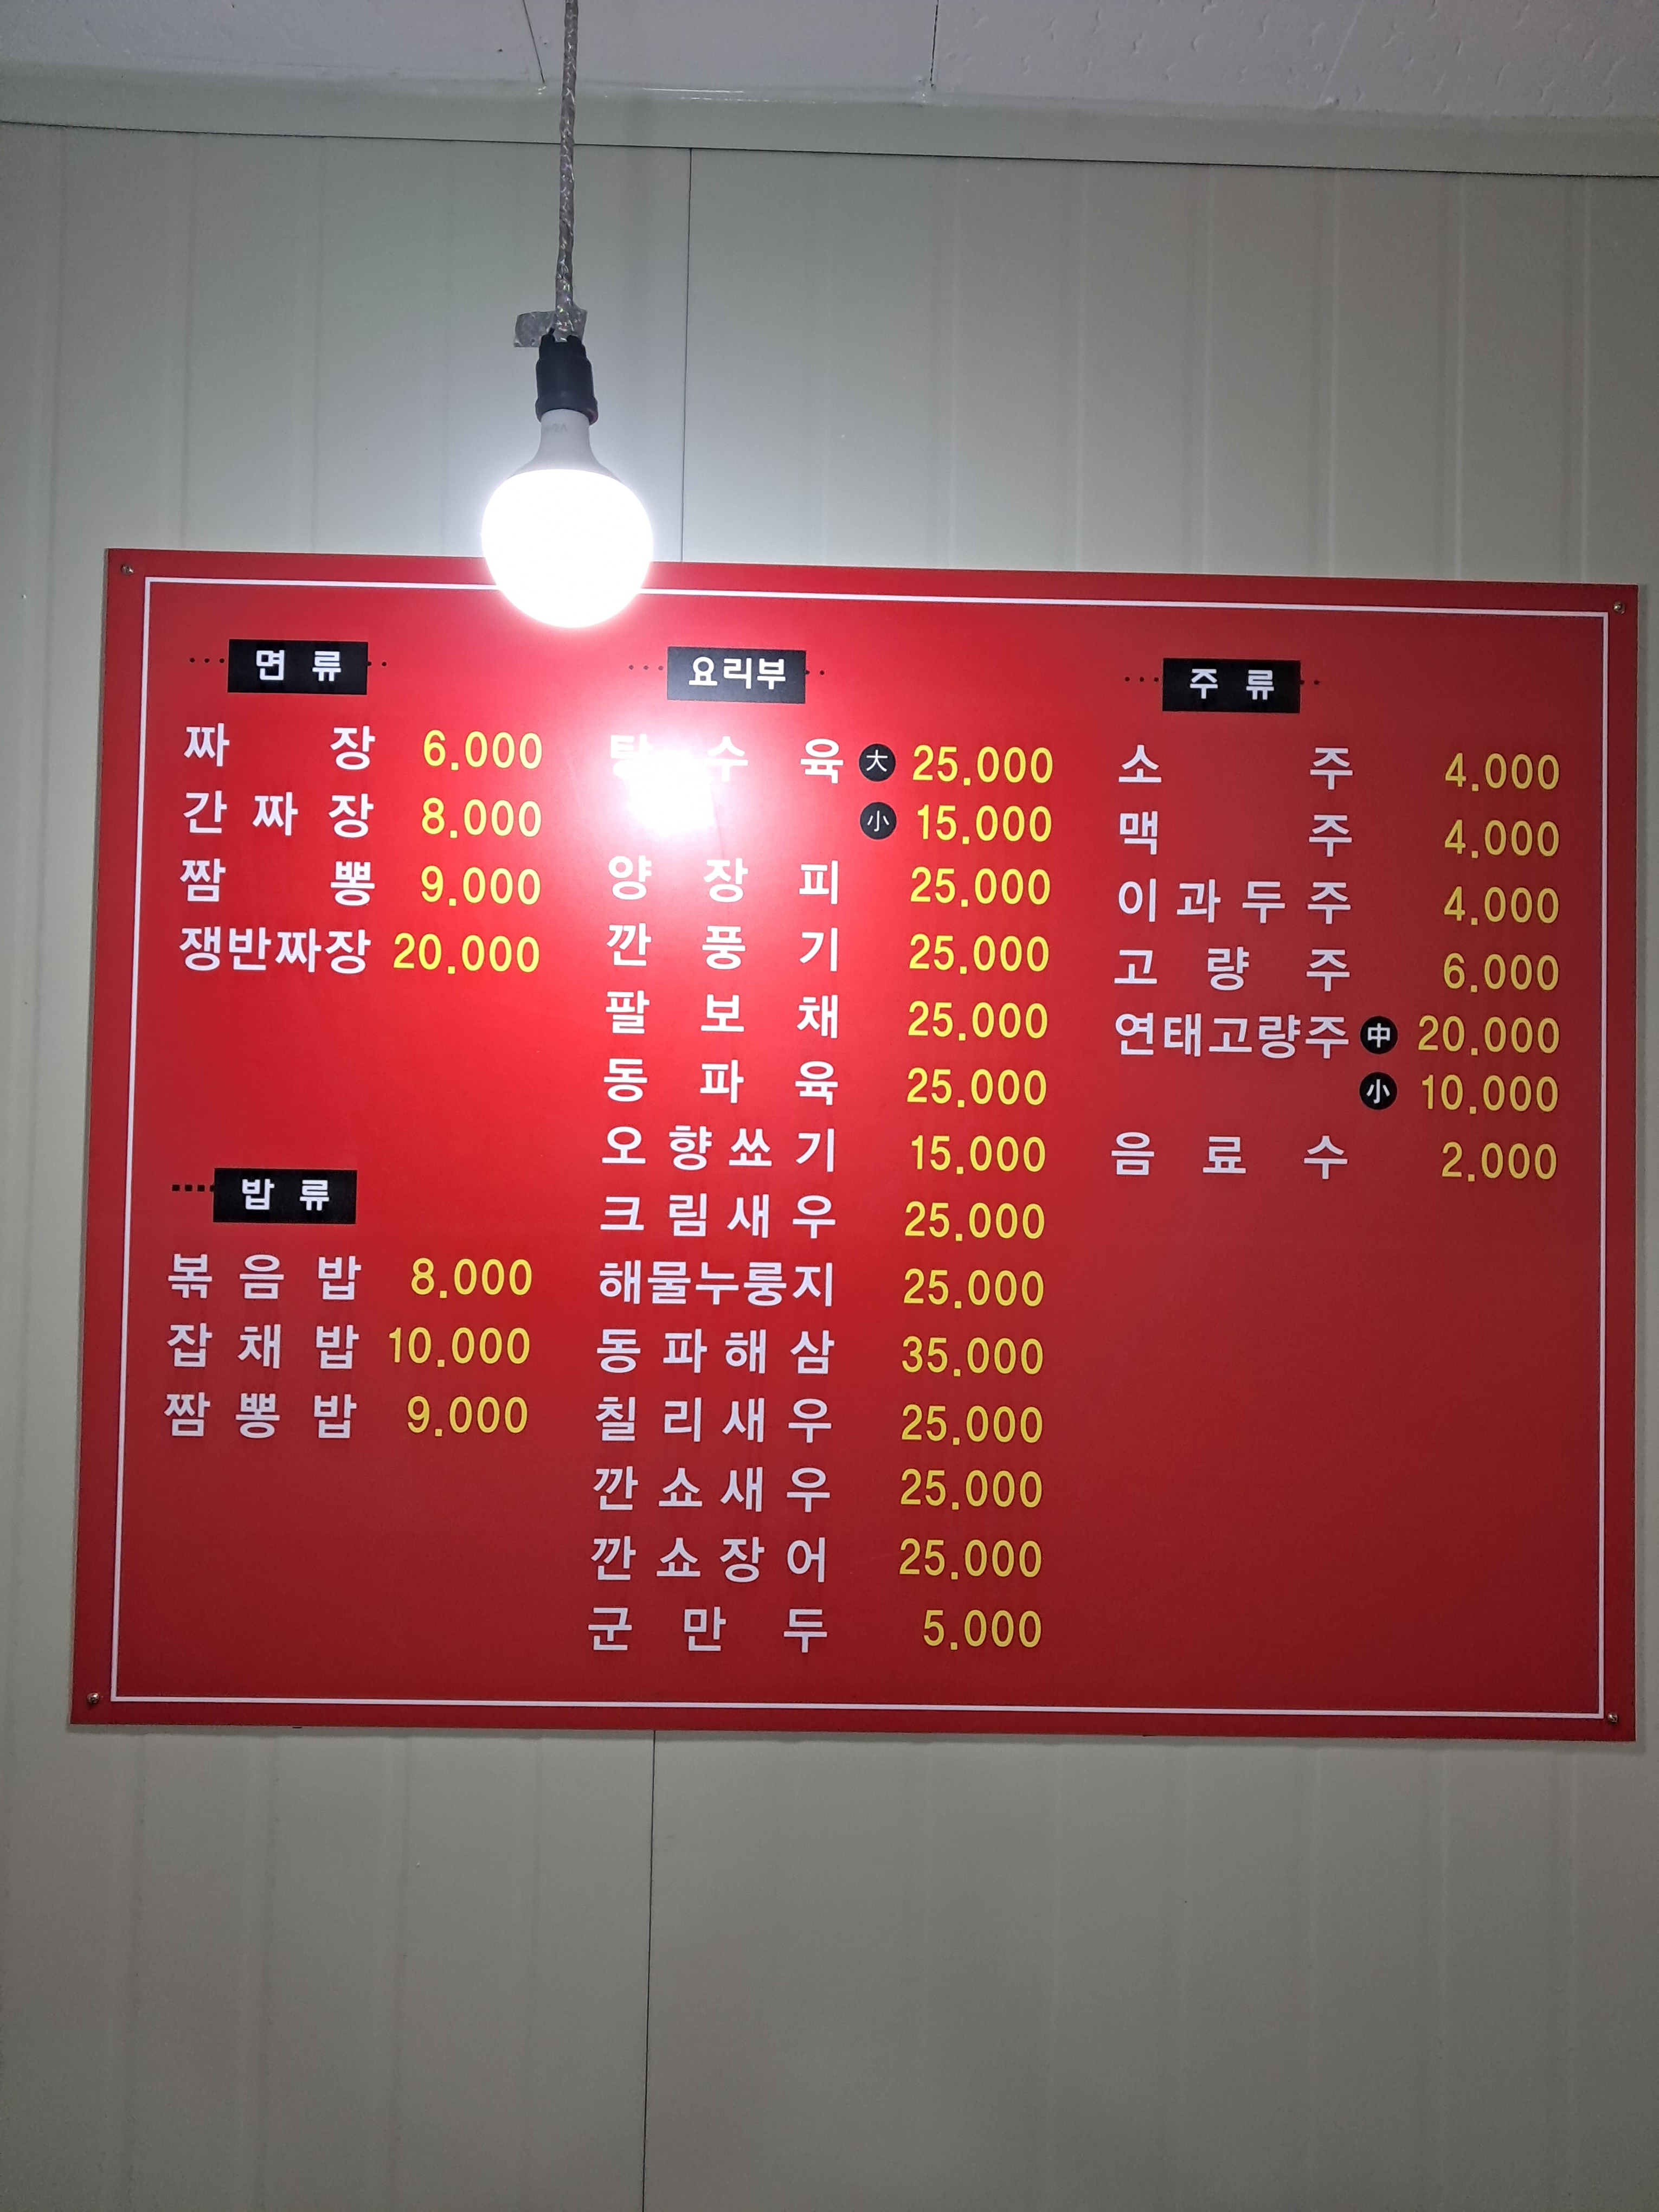 면 류
짜 장 6.000
간 짜 장 8.000
짬 뽕 9.000
쟁반짜장 20.000
밥 류
볶 음 밥 8.000
잡 채 밥 10.000
짬 뽕 밥 9.000
요리부
탕 수 육 大 25.000
小 15.000
양 장 피 25.000
깐 풍 기 25.000
팔 보 채 25.000
동 파 육 25.000
오 향 쑈 기 15.000
크 림 새 우 25.000
해물누룽지 25.000
동 파 해 삼 35.000
칠 리 새 우 25.000
깐 쇼 새 우 25.000
깐 쇼 장 어 25.000
군 만 두 5.000
주 류
소 주 4.000
맥 주 4.000
이 과 두 주 4.000
고 량 주 6.000
연태고량주 中 20.000
小 10.000
음 료 수 2.000